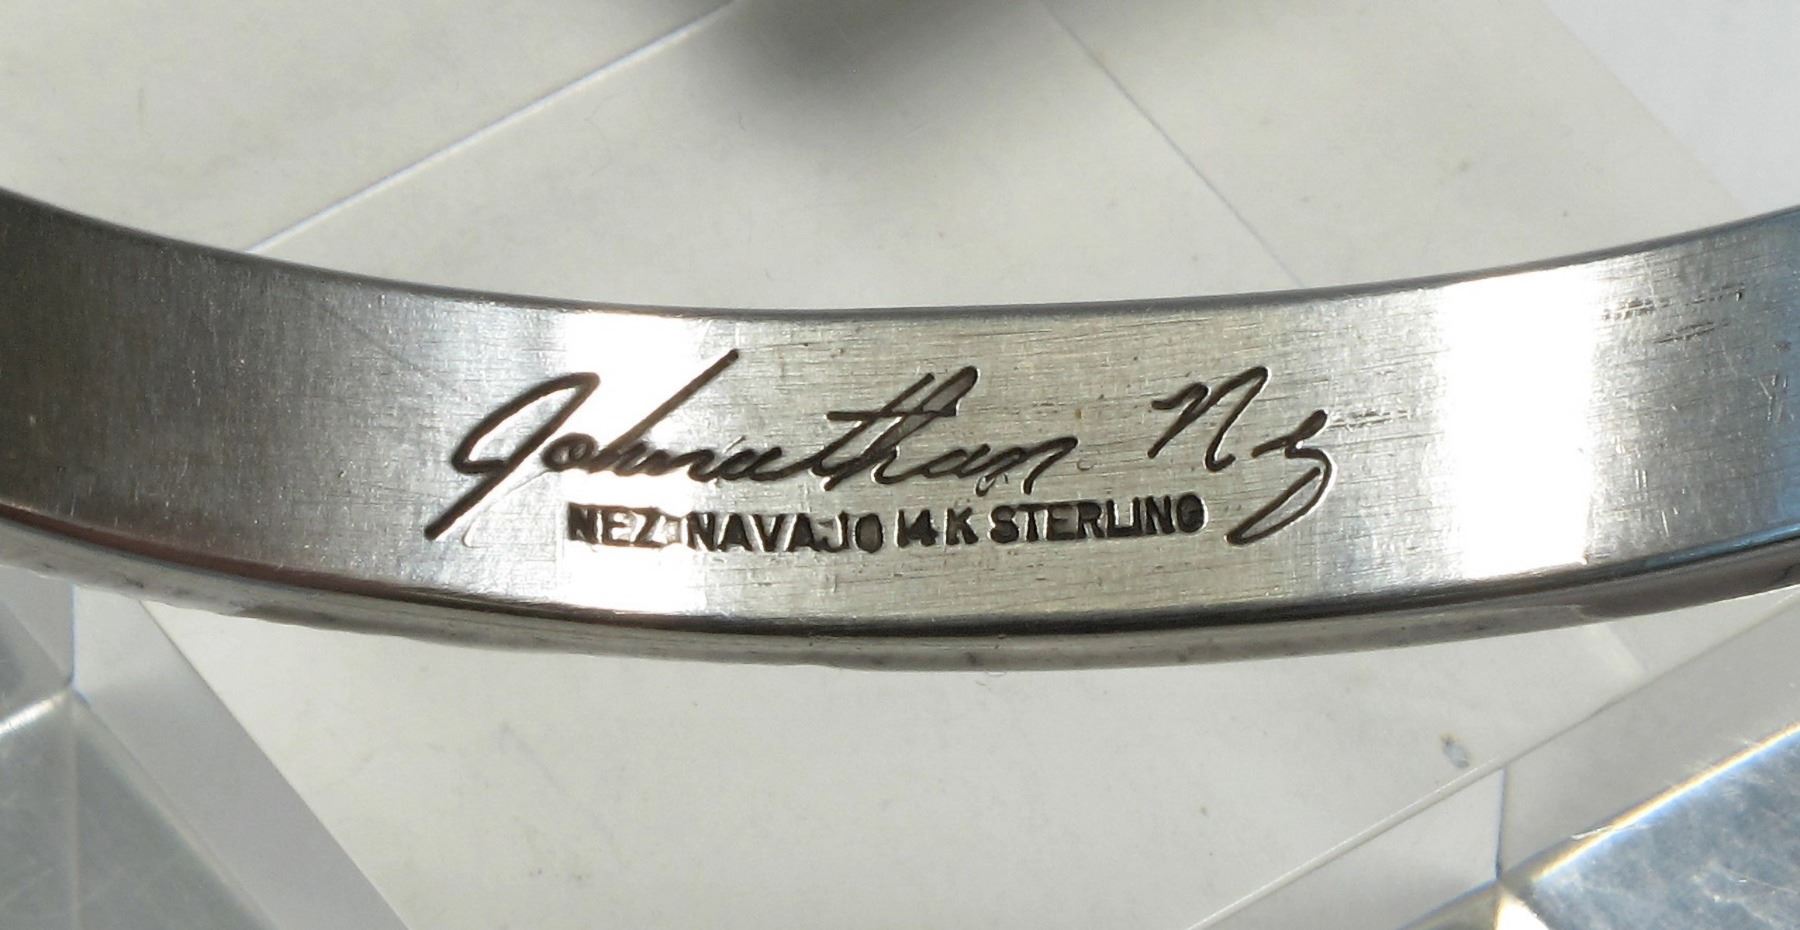 Johnathan Nez
NEZ NAVAJO 14K STERLING